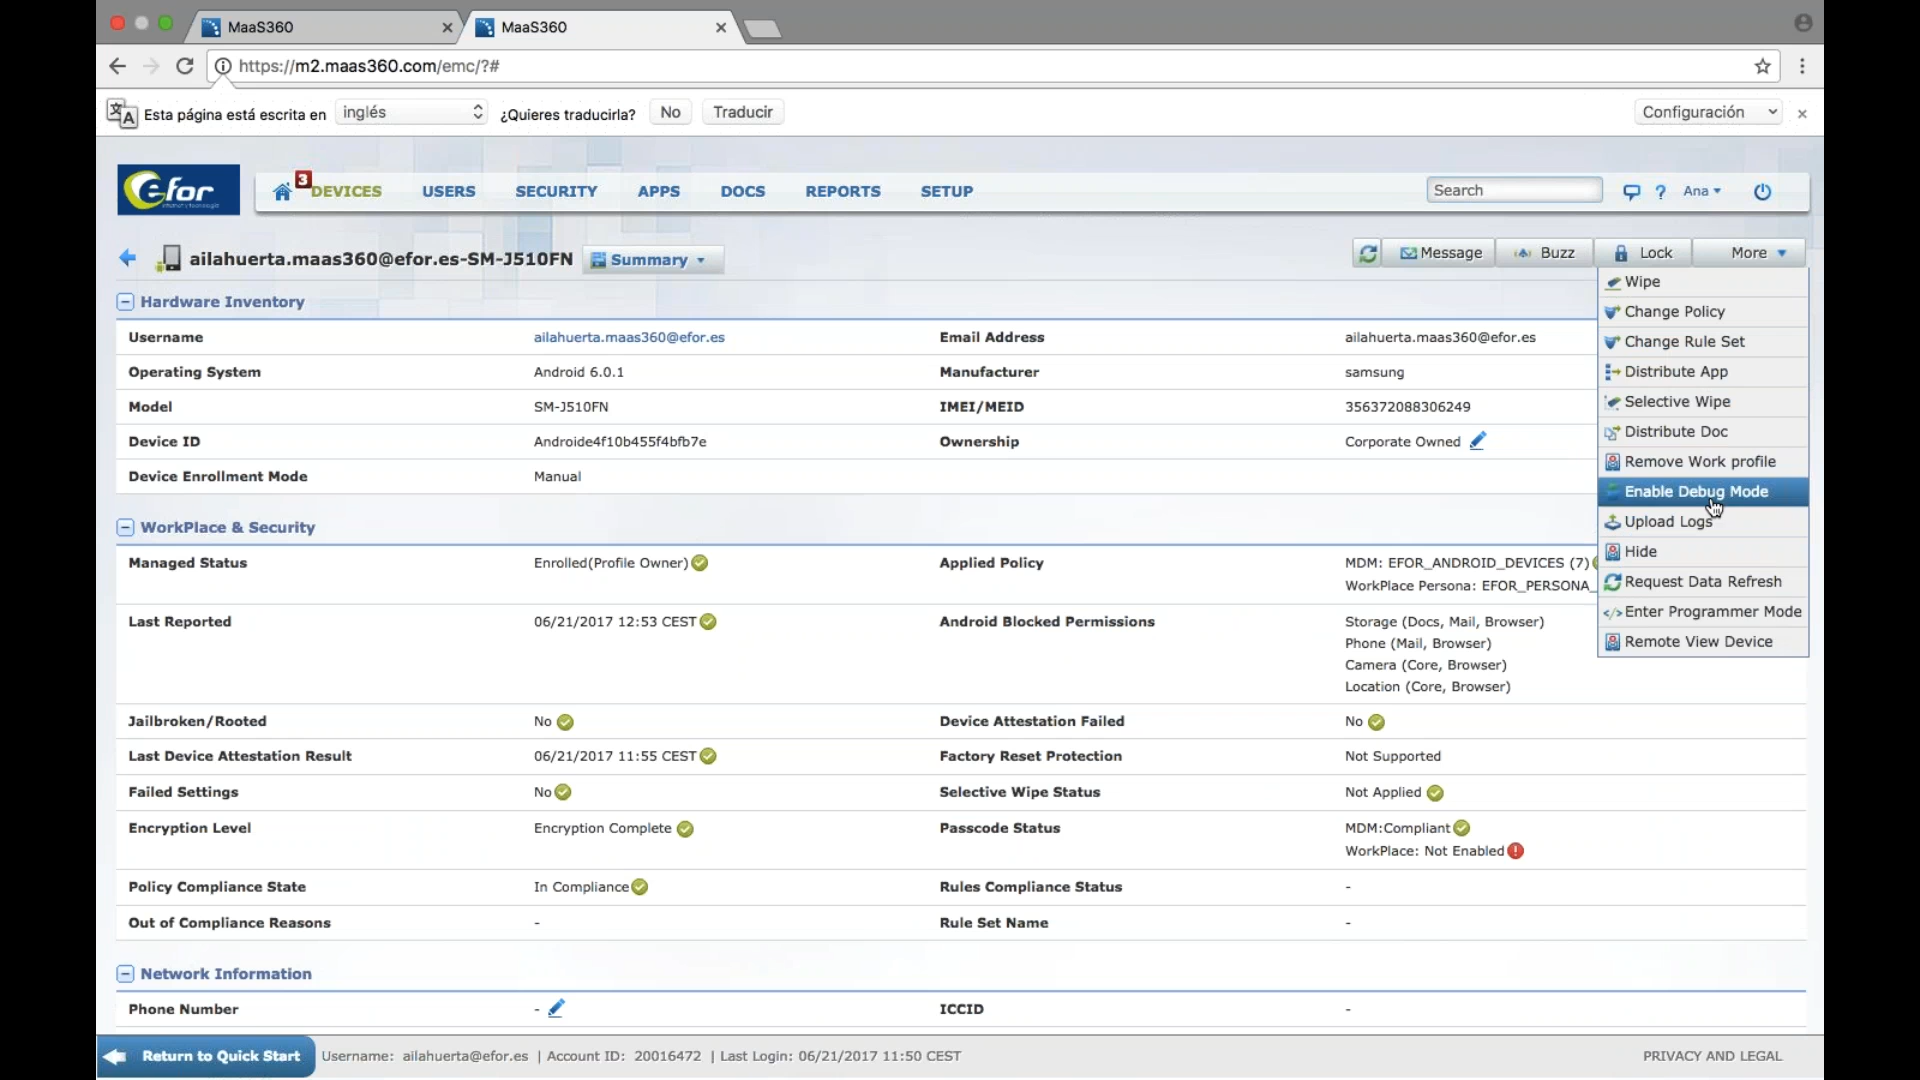 MaaS360
MaaS360
https://m2.maas360.com/emc/?#
Esta página está escrita en inglés ¿Quieres traducirla? No Traducir Configuración
efor
3
DEVICES USERS SECURITY APPS DOCS REPORTS SETUP Search ? Ana
ailahuerta.maas360@efor.es-SM-J510FN Summary Message Buzz Lock More
Wipe
Change Policy
Change Rule Set
Distribute App
Selective Wipe
Distribute Doc
Remove Work profile
Enable Debug Mode
Upload Logs
Hide
Request Data Refresh
Enter Programmer Mode
Remote View Device
Hardware Inventory
Username ailahuerta.maas360@efor.es Email Address ailahuerta.maas360@efor.es
Operating System Android 6.0.1 Manufacturer samsung
Model SM-J510FN IMEI/MEID 356372088306249
Device ID Androide4f10b455f4bfb7e Ownership Corporate Owned
Device Enrollment Mode Manual
WorkPlace & Security
Managed Status Enrolled(Profile Owner) Applied Policy MDM: EFOR_ANDROID_DEVICES (7)
WorkPlace Persona: EFOR_PERSONA_
Last Reported 06/21/2017 12:53 CEST Android Blocked Permissions Storage (Docs, Mail, Browser)
Phone (Mail, Browser)
Camera (Core, Browser)
Location (Core, Browser)
Jailbroken/Rooted No Device Attestation Failed No
Last Device Attestation Result 06/21/2017 11:55 CEST Factory Reset Protection Not Supported
Failed Settings No Selective Wipe Status Not Applied
Encryption Level Encryption Complete Passcode Status MDM:Compliant
WorkPlace: Not Enabled
Policy Compliance State In Compliance Rules Compliance Status -
Out of Compliance Reasons - Rule Set Name -
Network Information
Phone Number - ICCID -
Return to Quick Start Username: ailahuerta@efor.es | Account ID: 20016472 | Last Login: 06/21/2017 11:50 CEST PRIVACY AND LEGAL